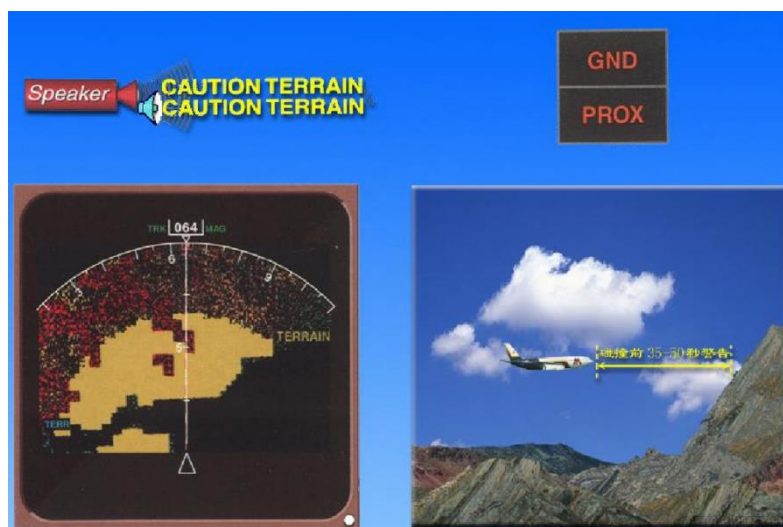 Speaker
CAUTION TERRAIN
CAUTION TERRAIN
GND
PROX
TRK 064 MAG
3
6
9
TERRAIN
5
TERR
碰撞前 35-50秒警告